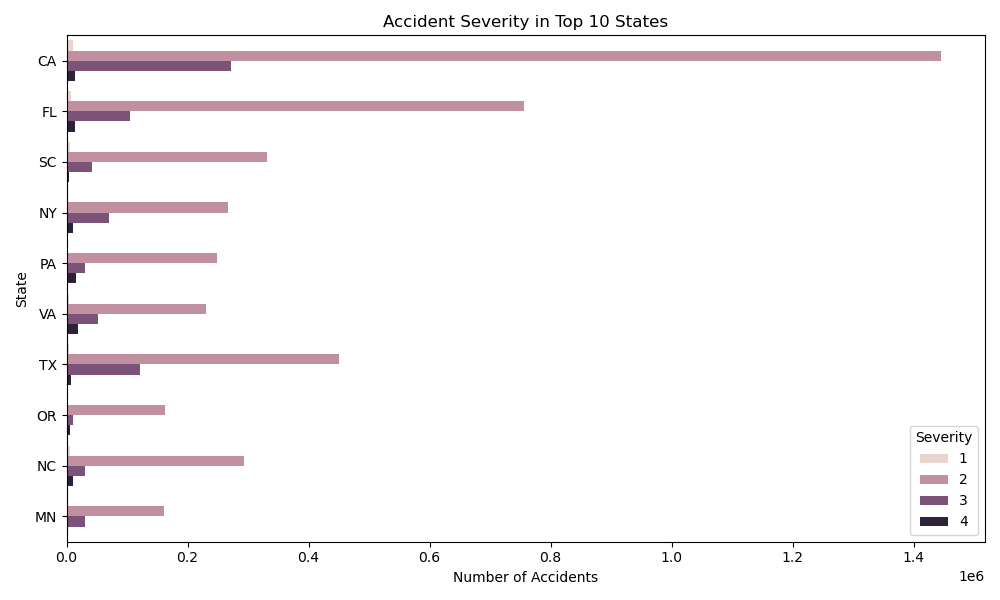 Accident Severity in Top 10 States
State
CA
FL
SC
NY
PA
VA
TX
OR
NC
MN
Severity
1
2
3
4
0.0 0.2 0.4 0.6 0.8 1.0 1.2 1.4
1e6
Number of Accidents